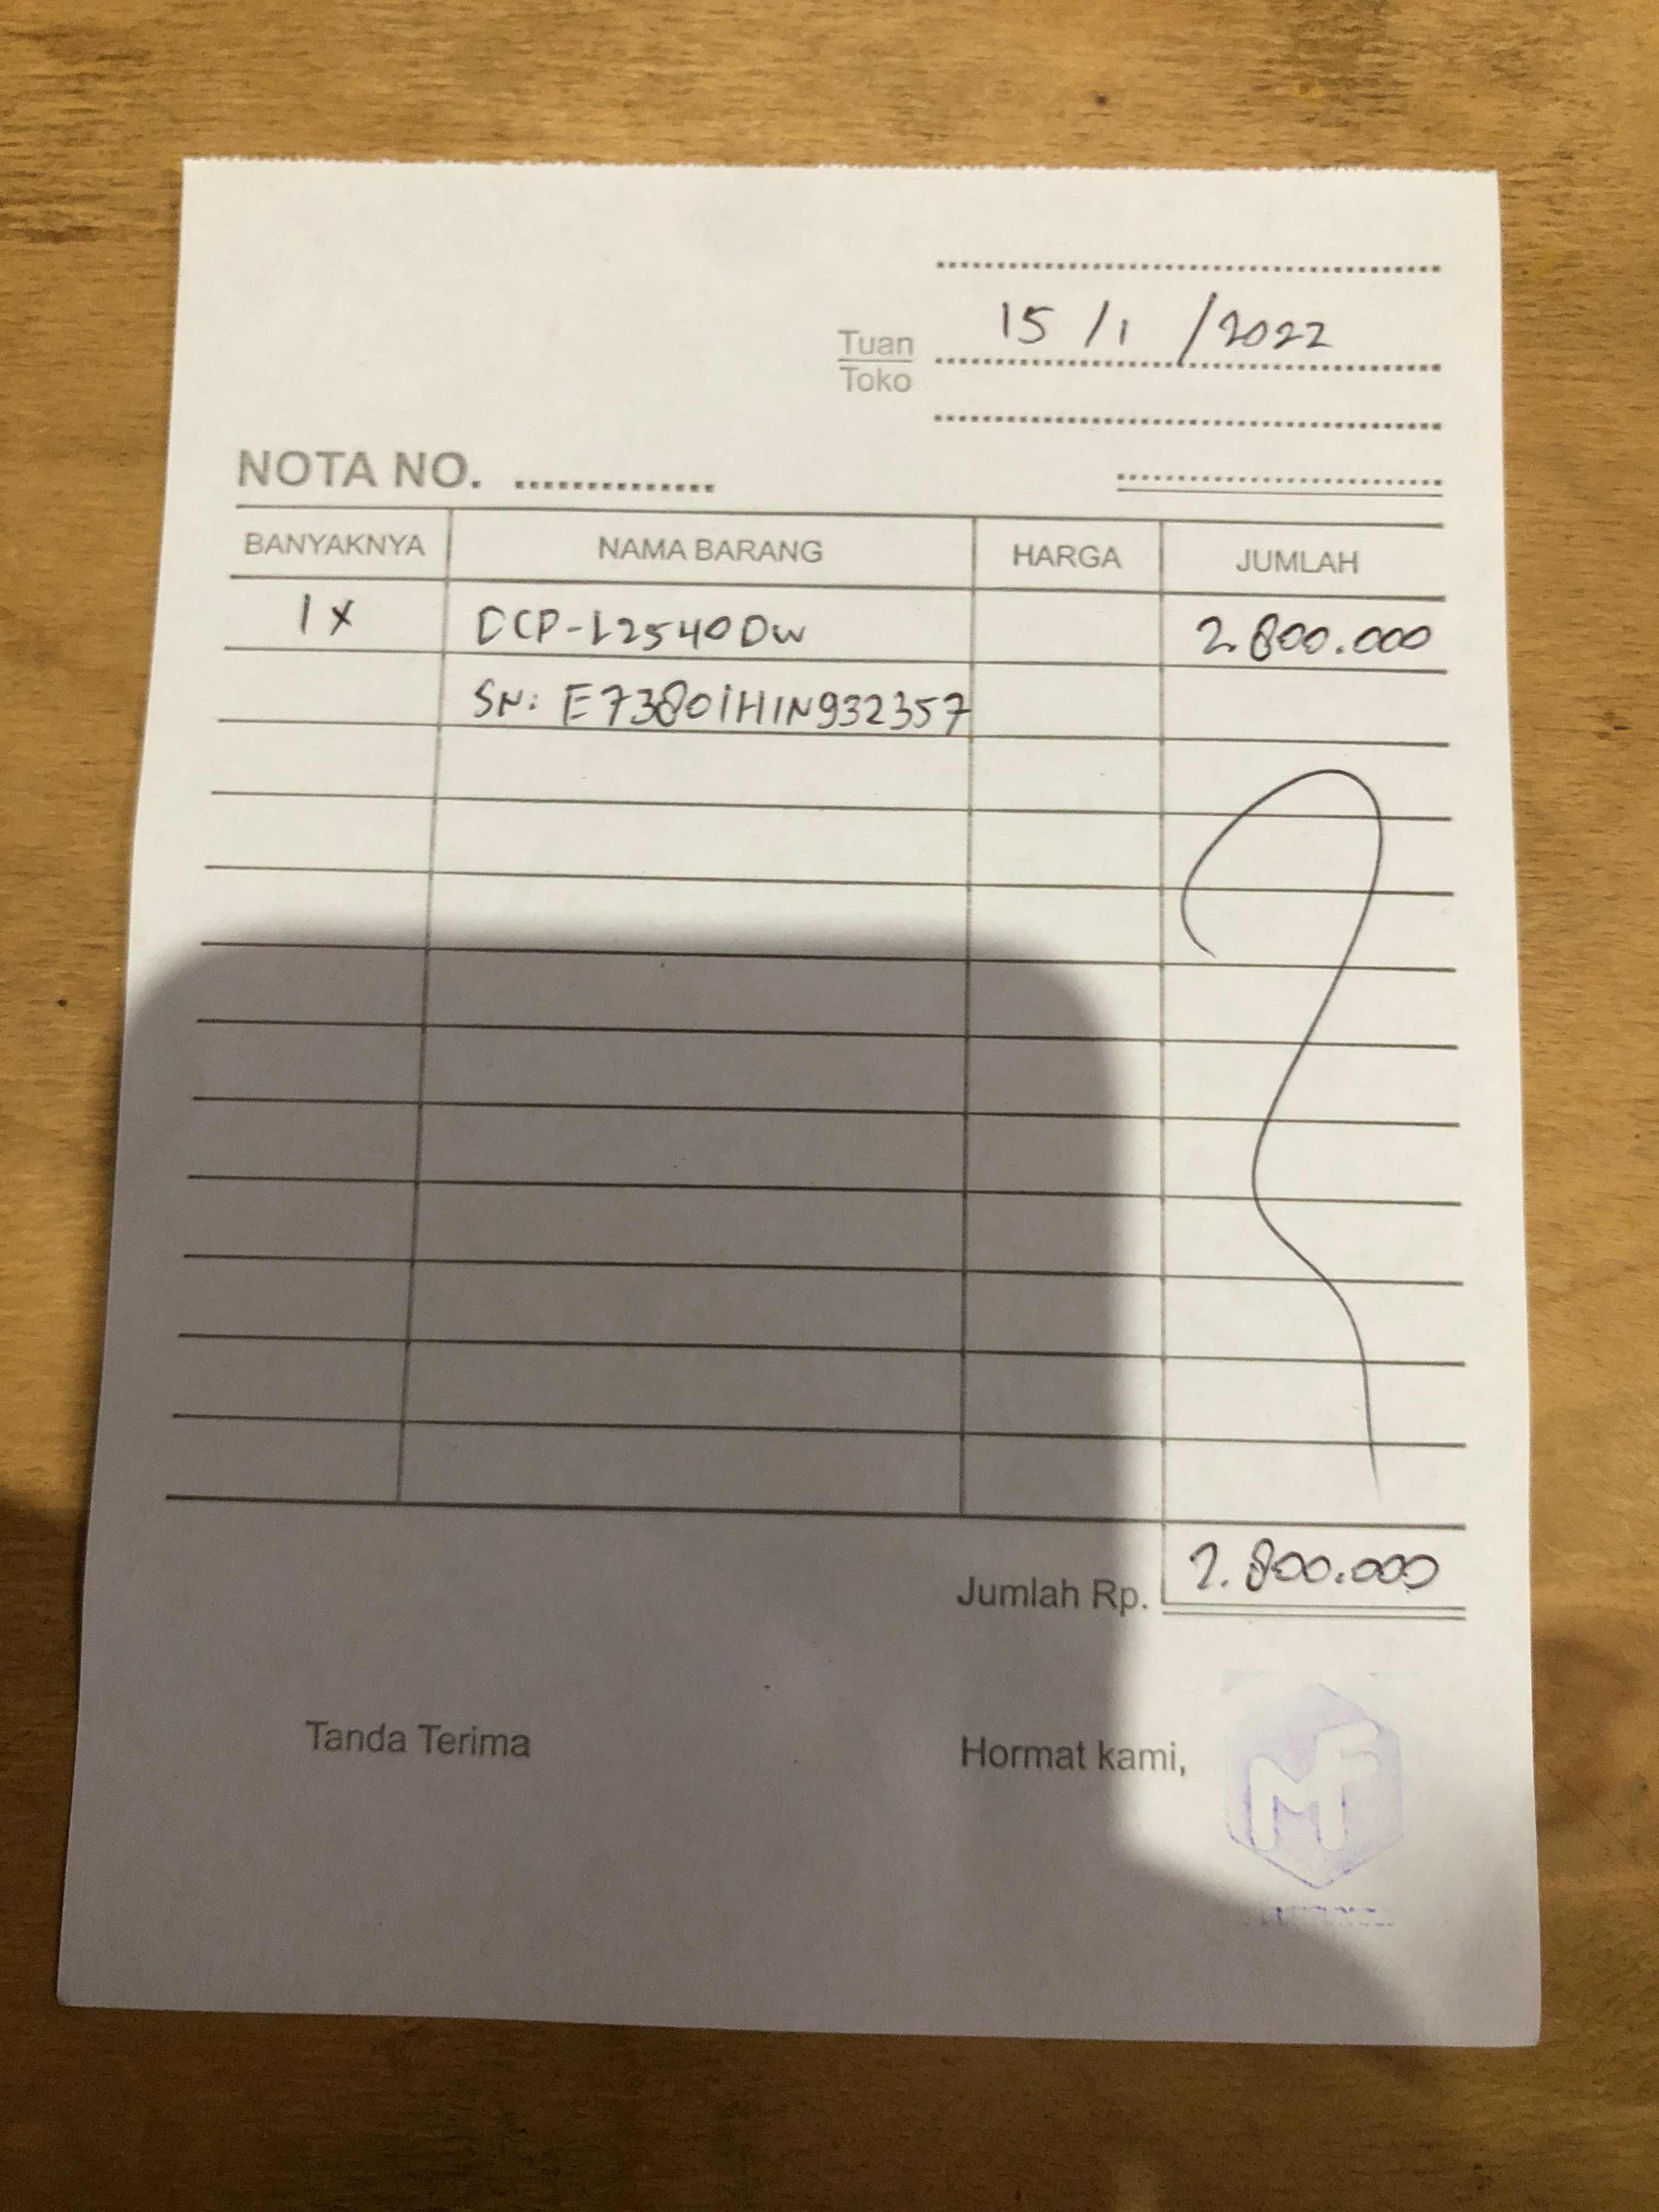 15/1/2022
Tuan
Toko
NOTA NO.
BANYAKNYA NAMA BARANG HARGA JUMLAH
1x DCP-L2540DW 2.800.000
SN: E73801H1N932357
Jumlah Rp. 2.800.000
Tanda Terima Hormat kami,
MF